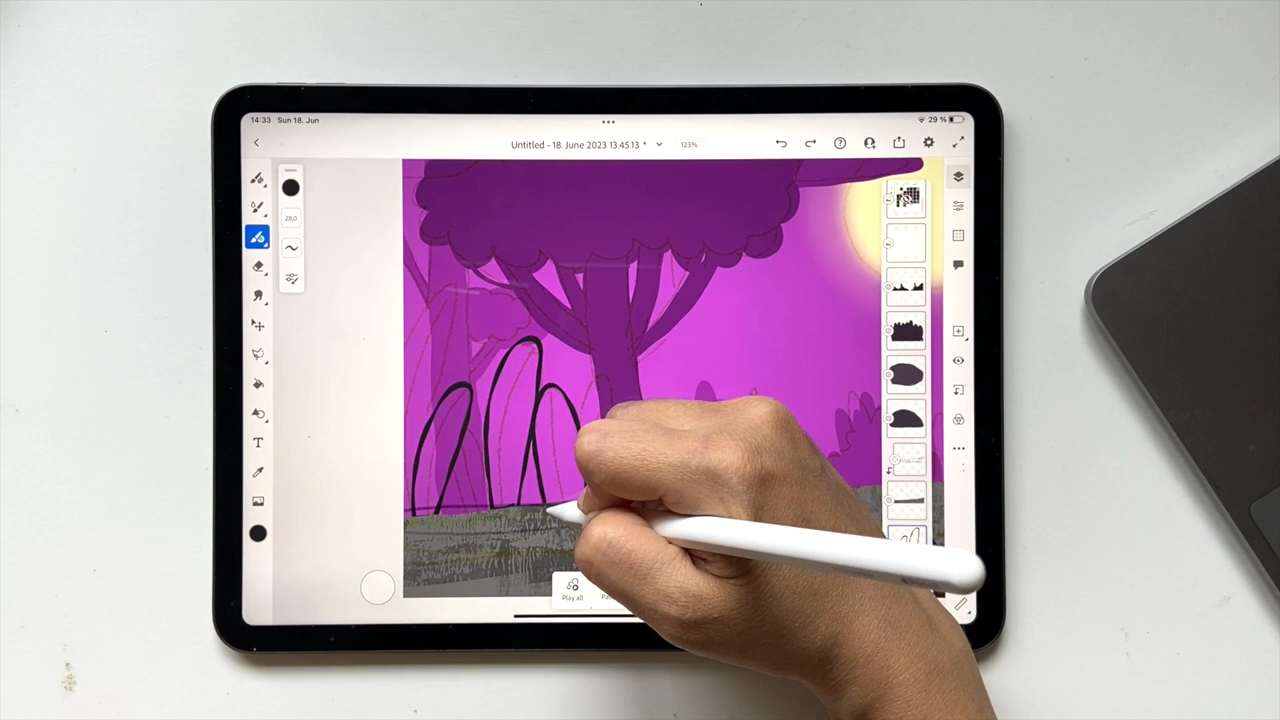 14:33 Sun 18. Jun
29 %
Untitled - 18. June 2023 13.45.13 * 123%
28,0
T
Play all